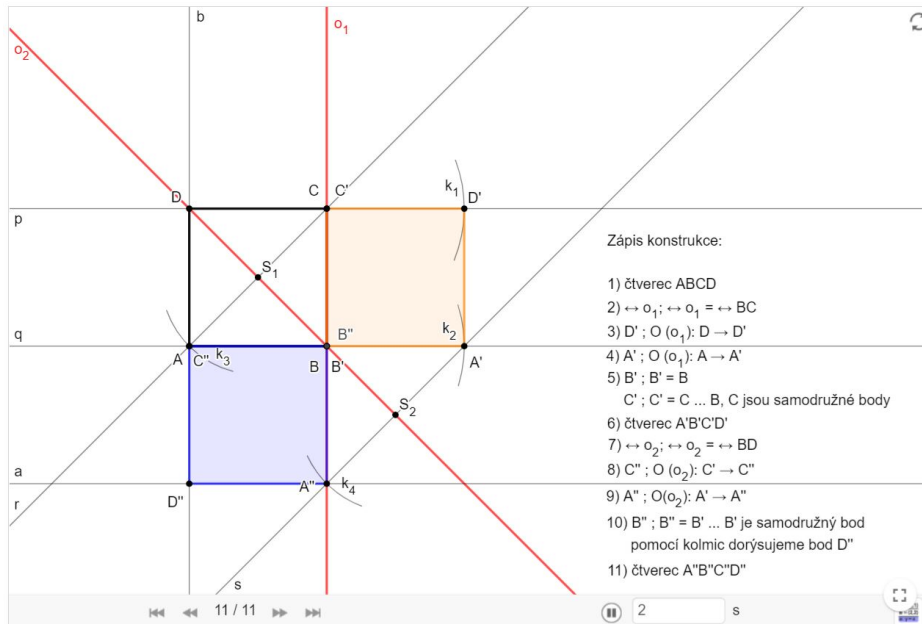 b
o₁
o₂
D
C
C'
k₁
D'
p
Zápis konstrukce:
S₁
1) čtverec ABCD
2) ↔ o₁; ↔ o₁ = ↔ BC
3) D' ; O (o₁): D → D'
q
B''
k₂
A
C''
k₃
B
B'
A'
4) A' ; O (o₁): A → A'
5) B' ; B' = B
C' ; C' = C ... B, C jsou samodružné body
S₂
6) čtverec A'B'C'D'
7) ↔ o₂; ↔ o₂ = ↔ BD
a
8) C'' ; O (o₂): C' → C''
r
D''
A''
k₄
9) A'' ; O(o₂): A' → A''
10) B'' ; B'' = B' ... B' je samodružný bod
pomocí kolmic dorýsujeme bod D''
11) čtverec A''B''C''D''
s
11 / 11
2
s